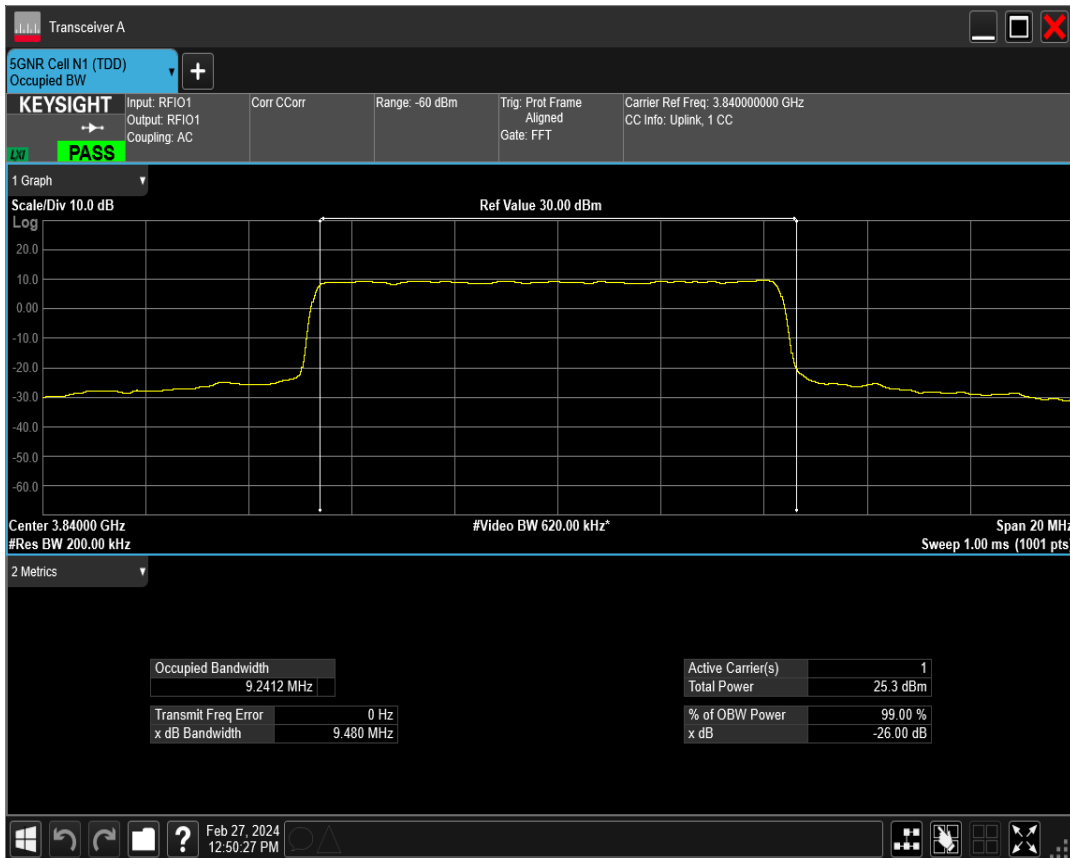 Transceiver A
5GNR Cell N1 (TDD)
Occupied BW
+
KEYSIGHT
LXI
PASS
Input: RFIO1
Output: RFIO1
Coupling: AC
Corr CCorr
Range: -60 dBm
Trig: Prot Frame
Aligned
Gate: FFT
Carrier Ref Freq: 3.840000000 GHz
CC Info: Uplink, 1 CC
1 Graph
Scale/Div 10.0 dB
Ref Value 30.00 dBm
Log
20.0
10.0
0.00
-10.0
-20.0
-30.0
-40.0
-50.0
-60.0
Center 3.84000 GHz
#Video BW 620.00 kHz*
Span 20 MHz
#Res BW 200.00 kHz
Sweep 1.00 ms (1001 pts)
2 Metrics
Occupied Bandwidth
9.2412 MHz
Transmit Freq Error 0 Hz
x dB Bandwidth 9.480 MHz
Active Carrier(s) 1
Total Power 25.3 dBm
% of OBW Power 99.00 %
x dB -26.00 dB
?
Feb 27, 2024
12:50:27 PM